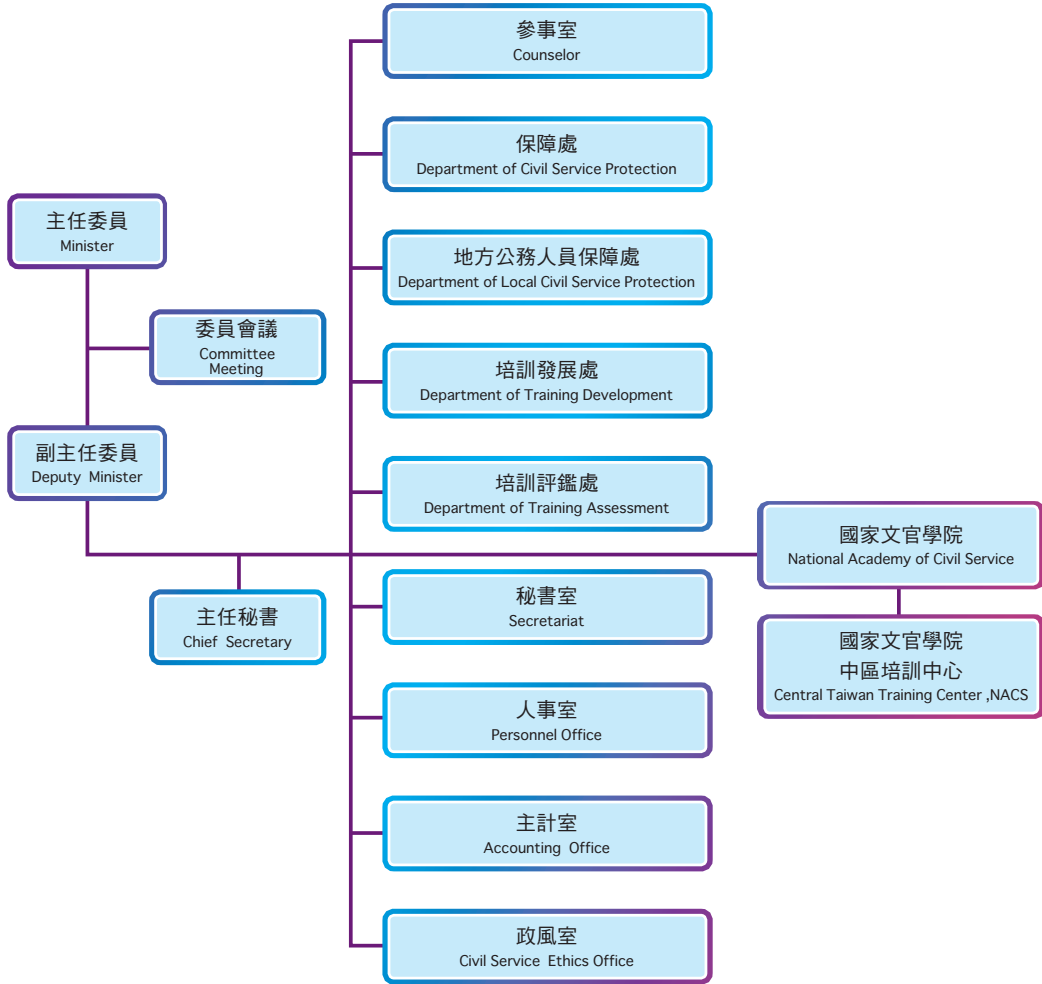 主任委員
Minister
委員會議
Committee
Meeting
副主任委員
Deputy Minister
主任秘書
Chief Secretary
參事室
Counselor
保障處
Department of Civil Service Protection
地方公務人員保障處
Department of Local Civil Service Protection
培訓發展處
Department of Training Development
培訓評鑑處
Department of Training Assessment
秘書室
Secretariat
人事室
Personnel Office
主計室
Accounting Office
政風室
Civil Service Ethics Office
國家文官學院
National Academy of Civil Service
國家文官學院
中區培訓中心
Central Taiwan Training Center ,NACS